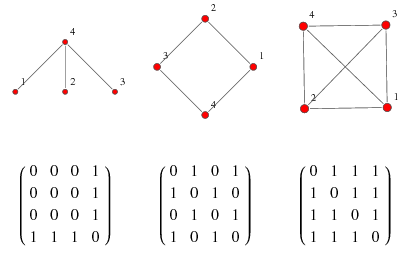 4
1 2 3
2
3 1
4
4 3
2 1
0 0 0 1
0 0 0 1
0 0 0 1
1 1 1 0
0 1 0 1
1 0 1 0
0 1 0 1
1 0 1 0
0 1 1 1
1 0 1 1
1 1 0 1
1 1 1 0